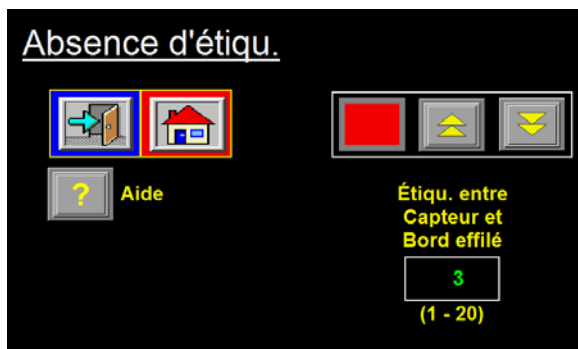 Absence d'étiqu.
? Aide
Étiqu. entre
Capteur et
Bord effilé
3
(1 - 20)